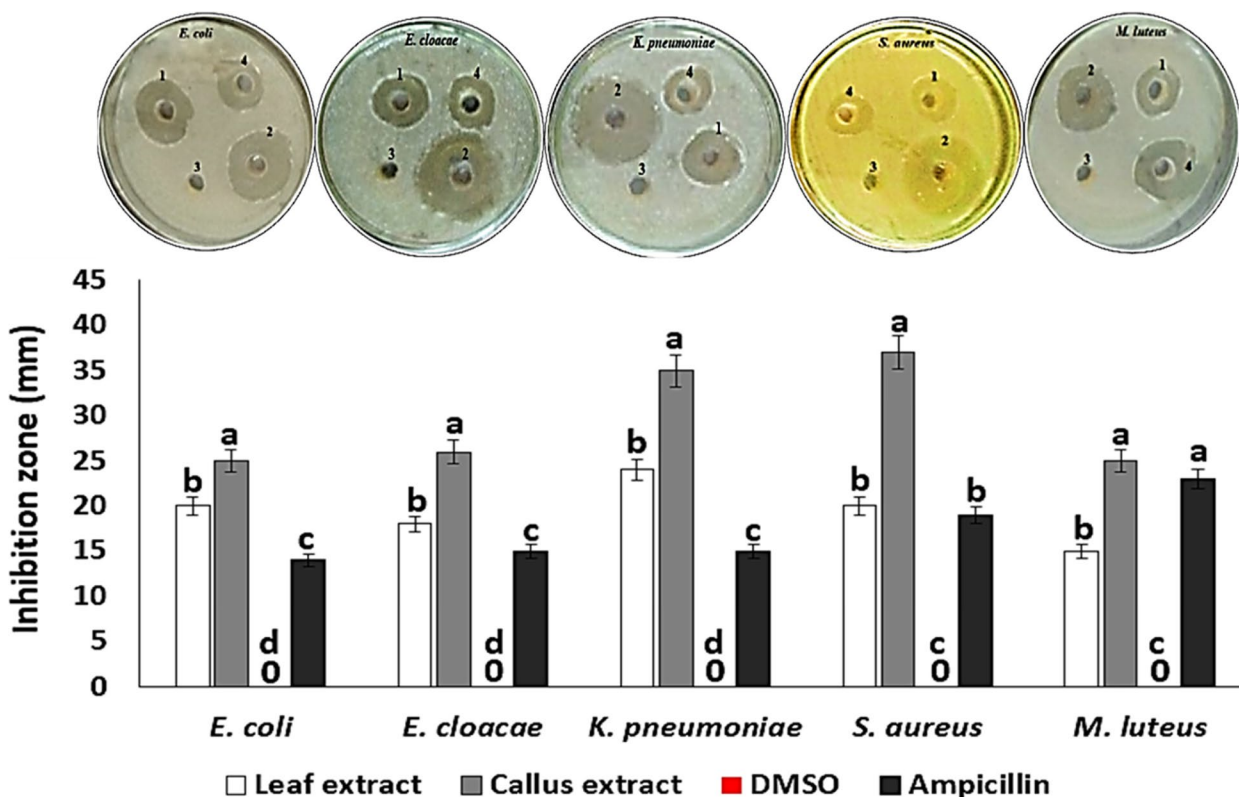 E. coli
E. cloacae
K. pneumoniae
S. aureus
M. luteus
1
4
2
3
1
4
2
3
2
4
1
3
1
4
2
3
2
1
3
4
Inhibition zone (mm)
45
40
35
30
25
20
15
10
5
0
b a d 0 c
b a d 0 c
b a d 0 c
b a c 0 b
b a c 0 a
E. coli E. cloacae K. pneumoniae S. aureus M. luteus
Leaf extract Callus extract DMSO Ampicillin